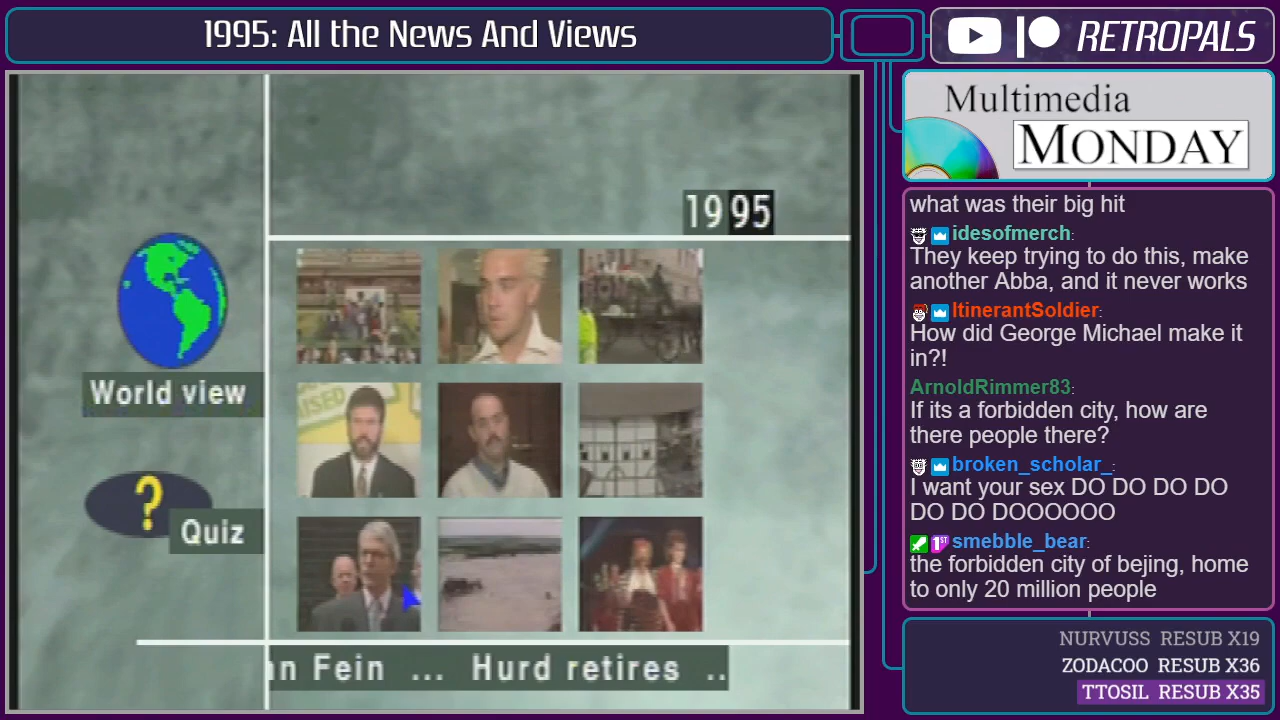 1995: All the News And Views
RETROPALS
Multimedia
MONDAY
1995
World view
?
Quiz
AISED
nn Fein ... Hurd retires ..
what was their big hit
idesofmerch:
They keep trying to do this, make
another Abba, and it never works
ItinerantSoldier:
How did George Michael make it
in?!
ArnoldRimmer83:
If its a forbidden city, how are
there people there?
broken_scholar_:
I want your sex DO DO DO DO
DO DO DOOOOOO
1ST smebble_bear:
the forbidden city of bejing, home
to only 20 million people
NURVUSS RESUB X19
ZODACOO RESUB X36
TTOSIL RESUB X35